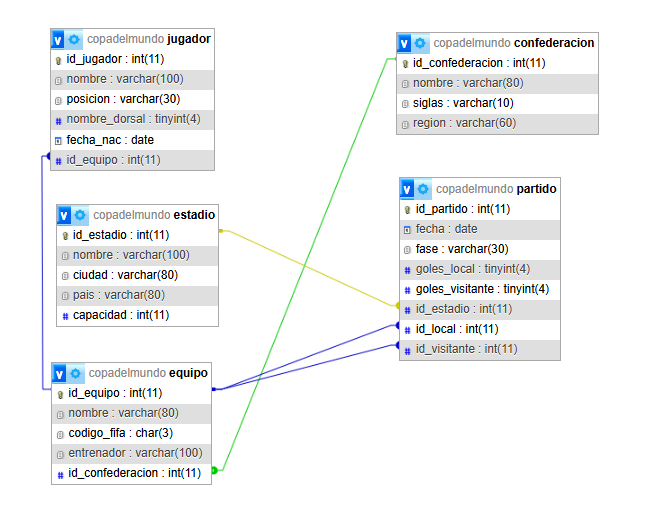 copadelmundo jugador
id_jugador : int(11)
nombre : varchar(100)
posicion : varchar(30)
# nombre_dorsal : tinyint(4)
fecha_nac : date
# id_equipo : int(11)
copadelmundo confederacion
id_confederacion : int(11)
nombre : varchar(80)
siglas : varchar(10)
region : varchar(60)
copadelmundo estadio
id_estadio : int(11)
nombre : varchar(100)
ciudad : varchar(80)
pais : varchar(80)
# capacidad : int(11)
copadelmundo partido
id_partido : int(11)
fecha : date
fase : varchar(30)
# goles_local : tinyint(4)
# goles_visitante : tinyint(4)
# id_estadio : int(11)
# id_local : int(11)
# id_visitante : int(11)
copadelmundo equipo
id_equipo : int(11)
nombre : varchar(80)
codigo_fifa : char(3)
entrenador : varchar(100)
# id_confederacion : int(11)